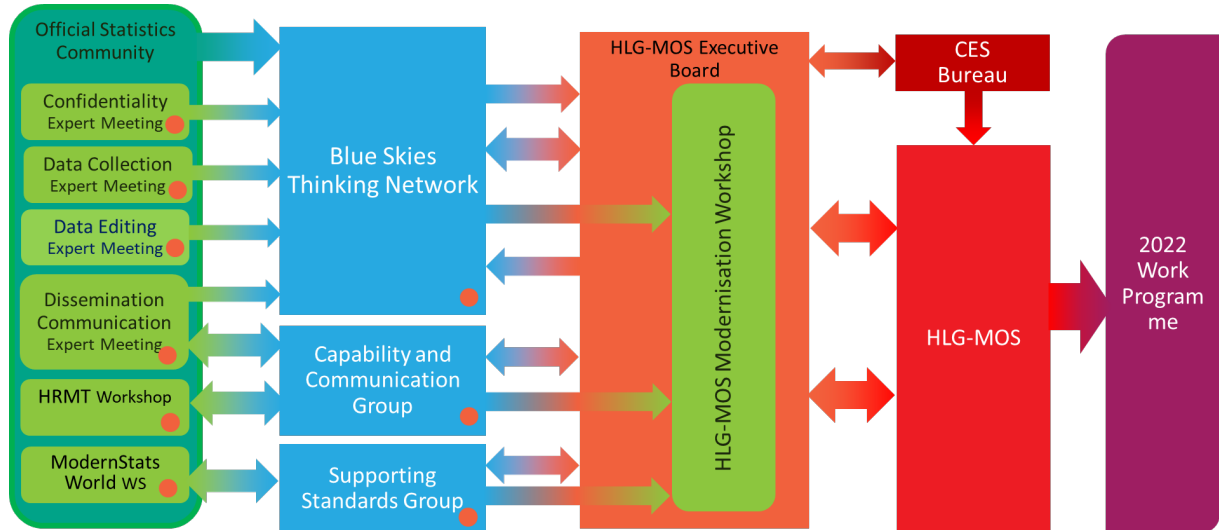 Official Statistics
Community
Confidentiality
Expert Meeting
Data Collection
Expert Meeting
Data Editing
Expert Meeting
Dissemination
Communication
Expert Meeting
HRMT Workshop
ModernStats
World WS
Blue Skies
Thinking Network
Capability and
Communication
Group
Supporting
Standards Group
HLG-MOS Executive
Board
HLG-MOS Modernisation Workshop
CES
Bureau
HLG-MOS
2022
Work
Program
me